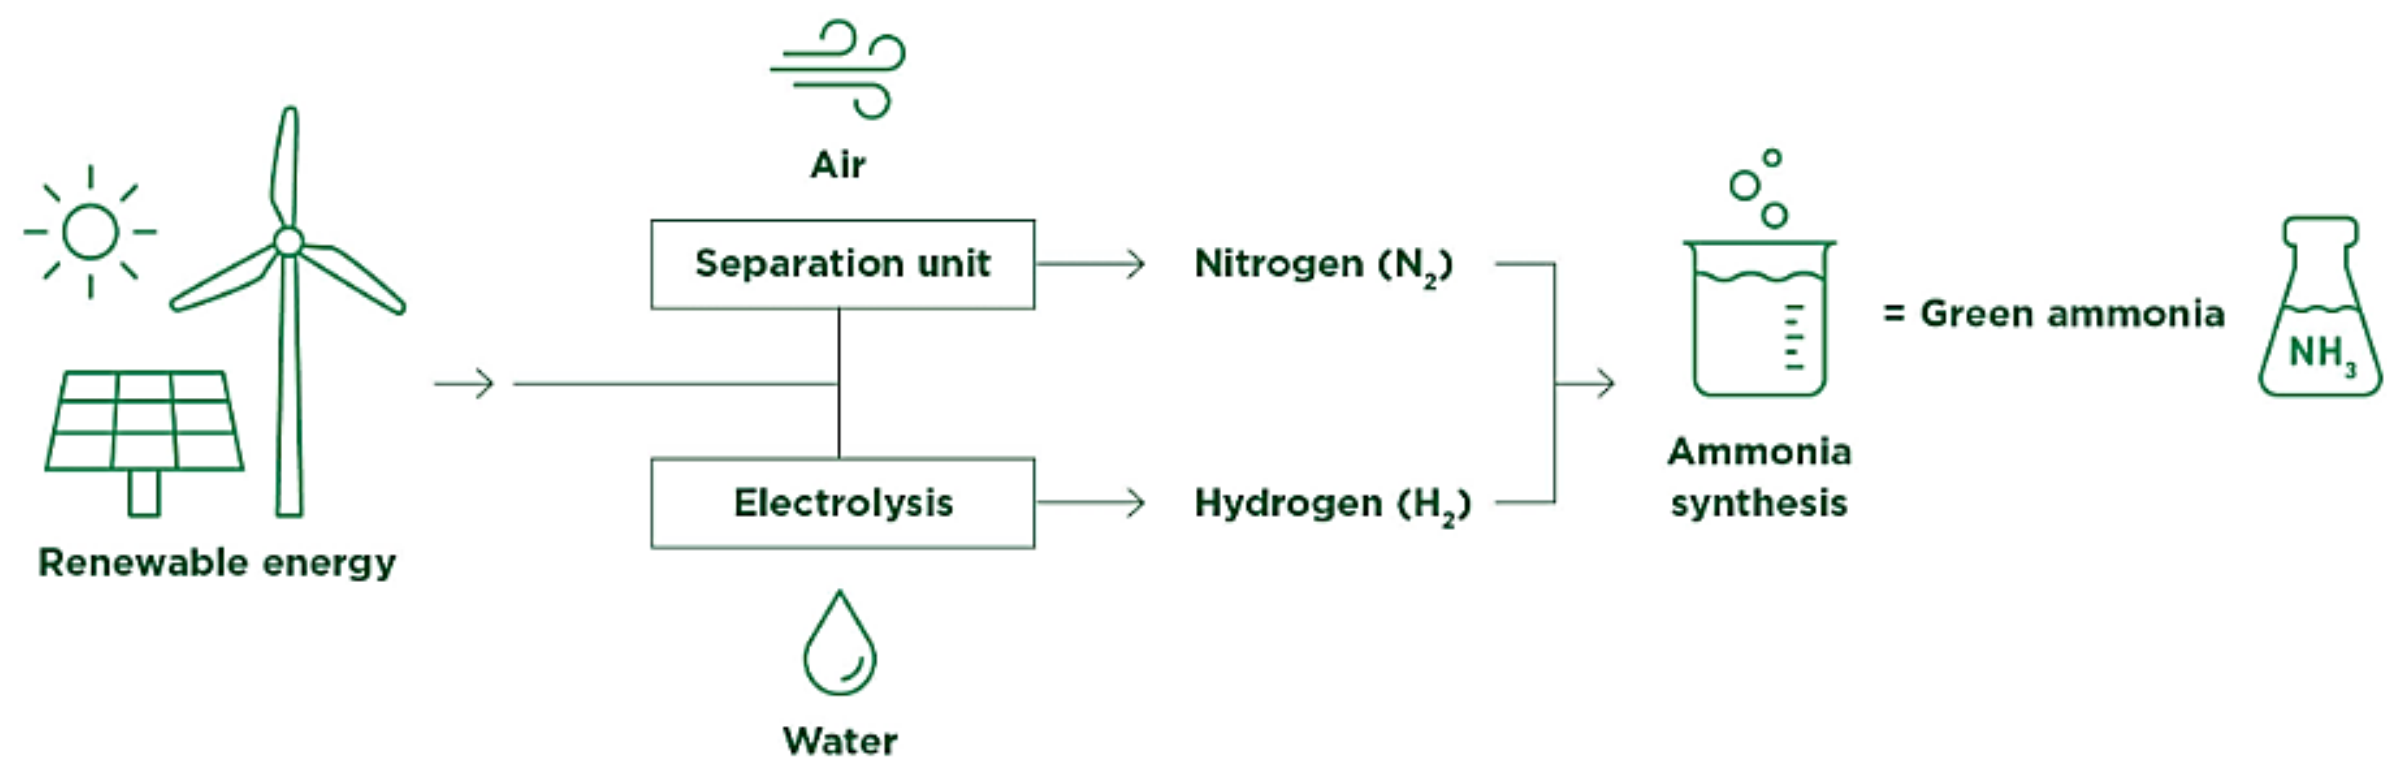 Air
Separation unit
Nitrogen (N₂)
= Green ammonia
NH₃
Ammonia
synthesis
Electrolysis
Hydrogen (H₂)
Renewable energy
Water